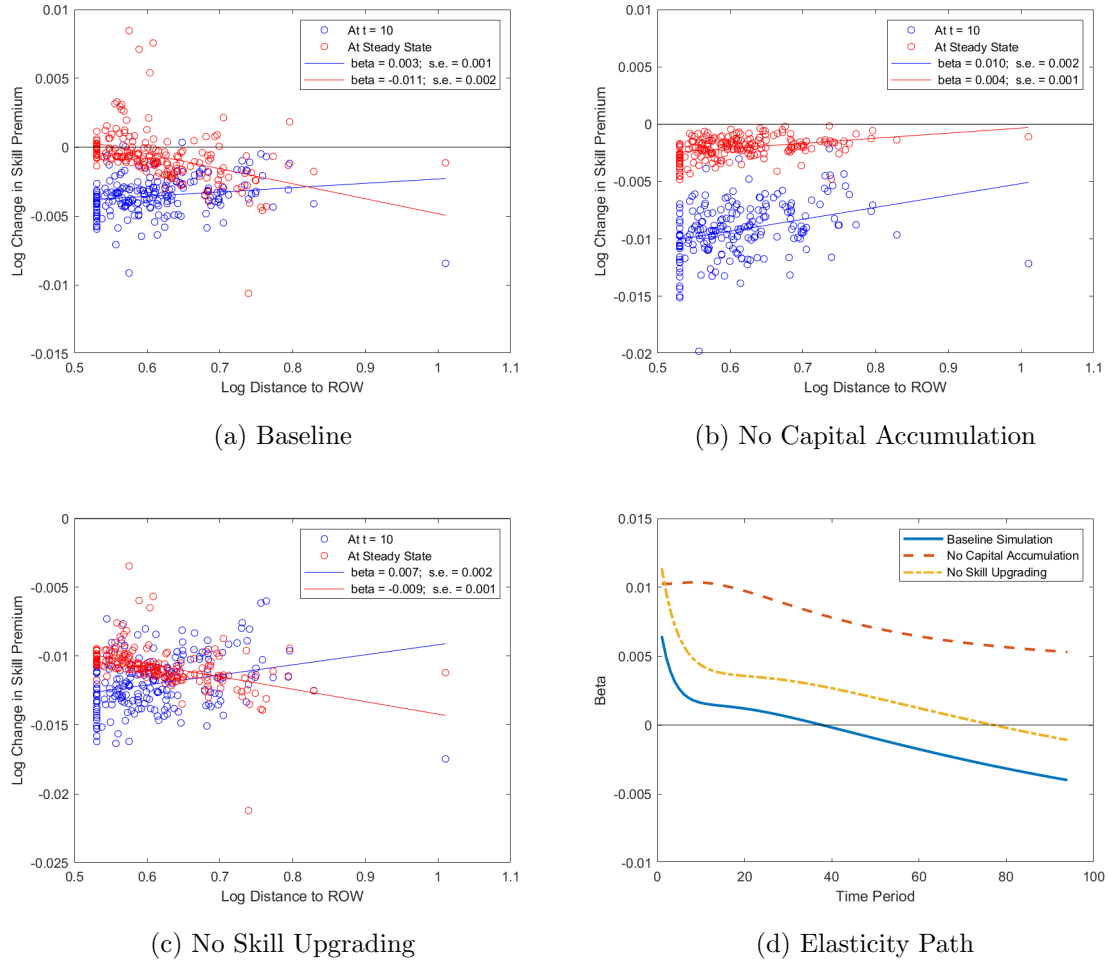 0.01
0.005
0
-0.005
-0.01
-0.015
0.5
0.6
0.7
0.8
0.9
1
1.1
Log Change in Skill Premium
Log Distance to ROW
At t = 10
At Steady State
beta = 0.003; s.e. = 0.001
beta = -0.011; s.e. = 0.002
(a) Baseline
0.01
0.005
0
-0.005
-0.01
-0.015
-0.02
0.5
0.6
0.7
0.8
0.9
1
1.1
Log Change in Skill Premium
Log Distance to ROW
At t = 10
At Steady State
beta = 0.010; s.e. = 0.002
beta = 0.004; s.e. = 0.001
(b) No Capital Accumulation
0
-0.005
-0.01
-0.015
-0.02
-0.025
0.5
0.6
0.7
0.8
0.9
1
1.1
Log Change in Skill Premium
Log Distance to ROW
At t = 10
At Steady State
beta = 0.007; s.e. = 0.002
beta = -0.009; s.e. = 0.001
(c) No Skill Upgrading
0.015
0.01
0.005
0
-0.005
-0.01
0
20
40
60
80
100
Beta
Time Period
Baseline Simulation
No Capital Accumulation
No Skill Upgrading
(d) Elasticity Path